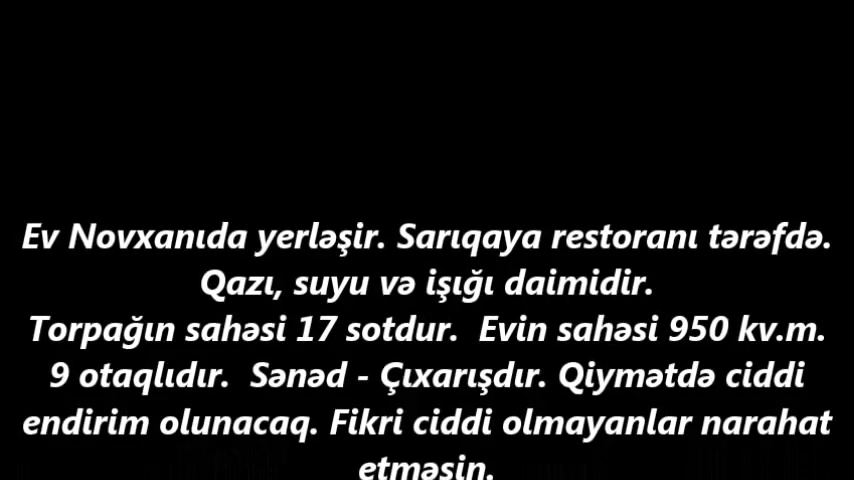 Ev Novxanıda yerləşir. Sarıqaya restoranı tərəfdə.
Qazı, suyu və işığı daimidir.
Torpağın sahəsi 17 sotdur.  Evin sahəsi 950 kv.m.
9 otaqlıdır.  Sənəd - Çıxarışdır. Qiymətdə ciddi
endirim olunacaq. Fikri ciddi olmayanlar narahat
etməsin.